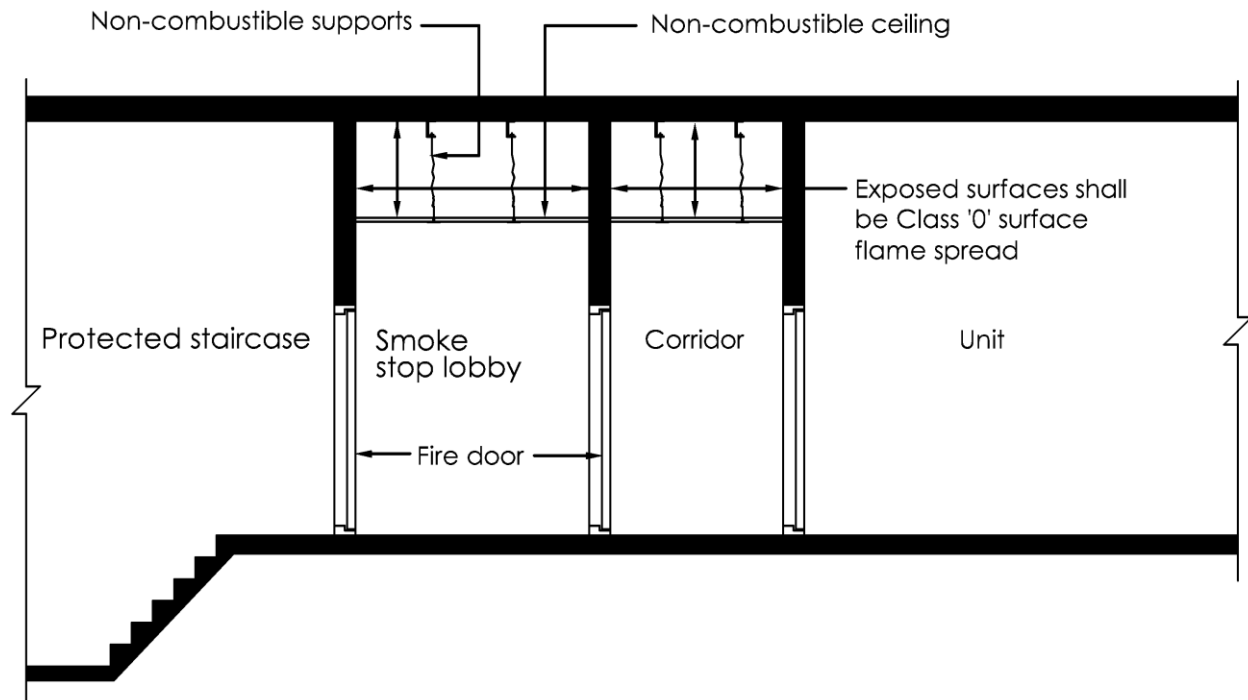 Non-combustible supports
Non-combustible ceiling
Exposed surfaces shall
be Class '0' surface
flame spread
Protected staircase
Smoke
stop lobby
Corridor
Unit
Fire door